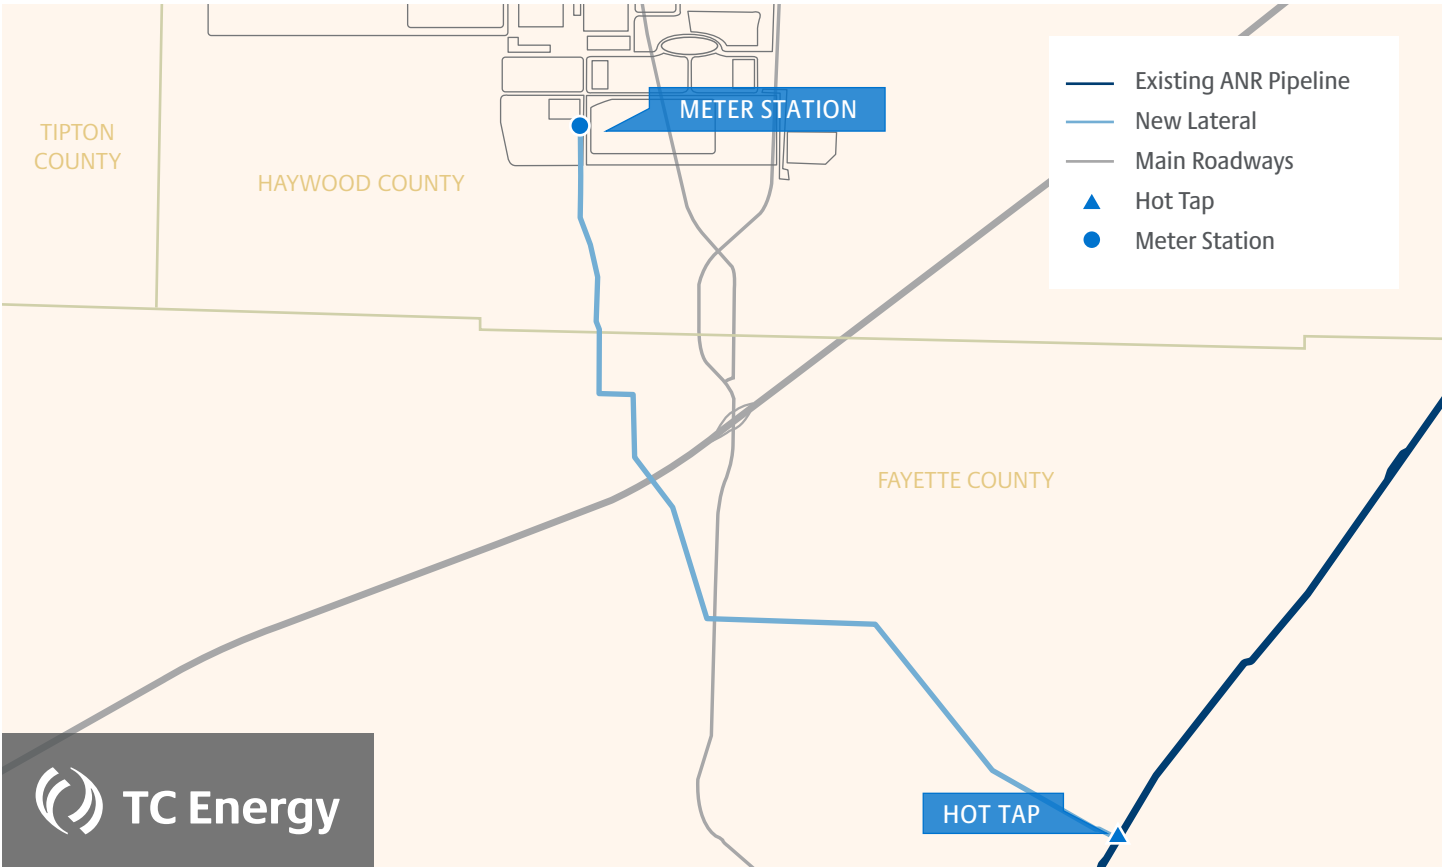 METER STATION
Existing ANR Pipeline
New Lateral
Main Roadways
Hot Tap
Meter Station
TIPTON
COUNTY
HAYWOOD COUNTY
FAYETTE COUNTY
TC Energy
HOT TAP